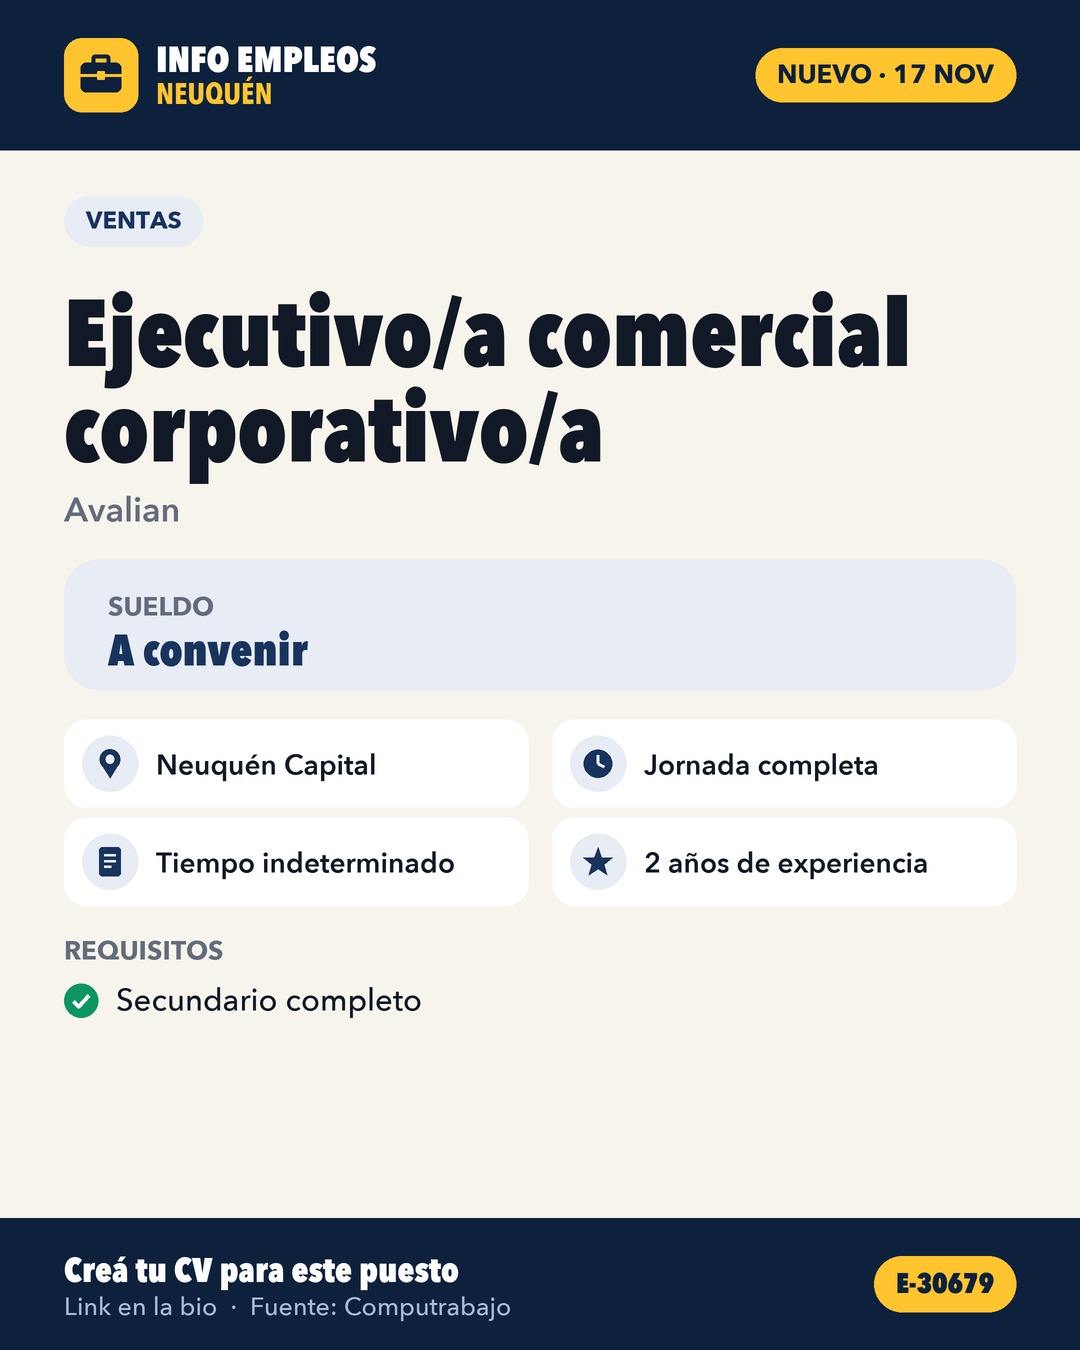 INFO EMPLEOS
NEUQUÉN
NUEVO · 17 NOV
VENTAS
Ejecutivo/a comercial
corporativo/a
Avalian
SUELDO
A convenir
Neuquén Capital
Jornada completa
Tiempo indeterminado
2 años de experiencia
REQUISITOS
Secundario completo
Creá tu CV para este puesto
Link en la bio · Fuente: Computrabajo
E-30679